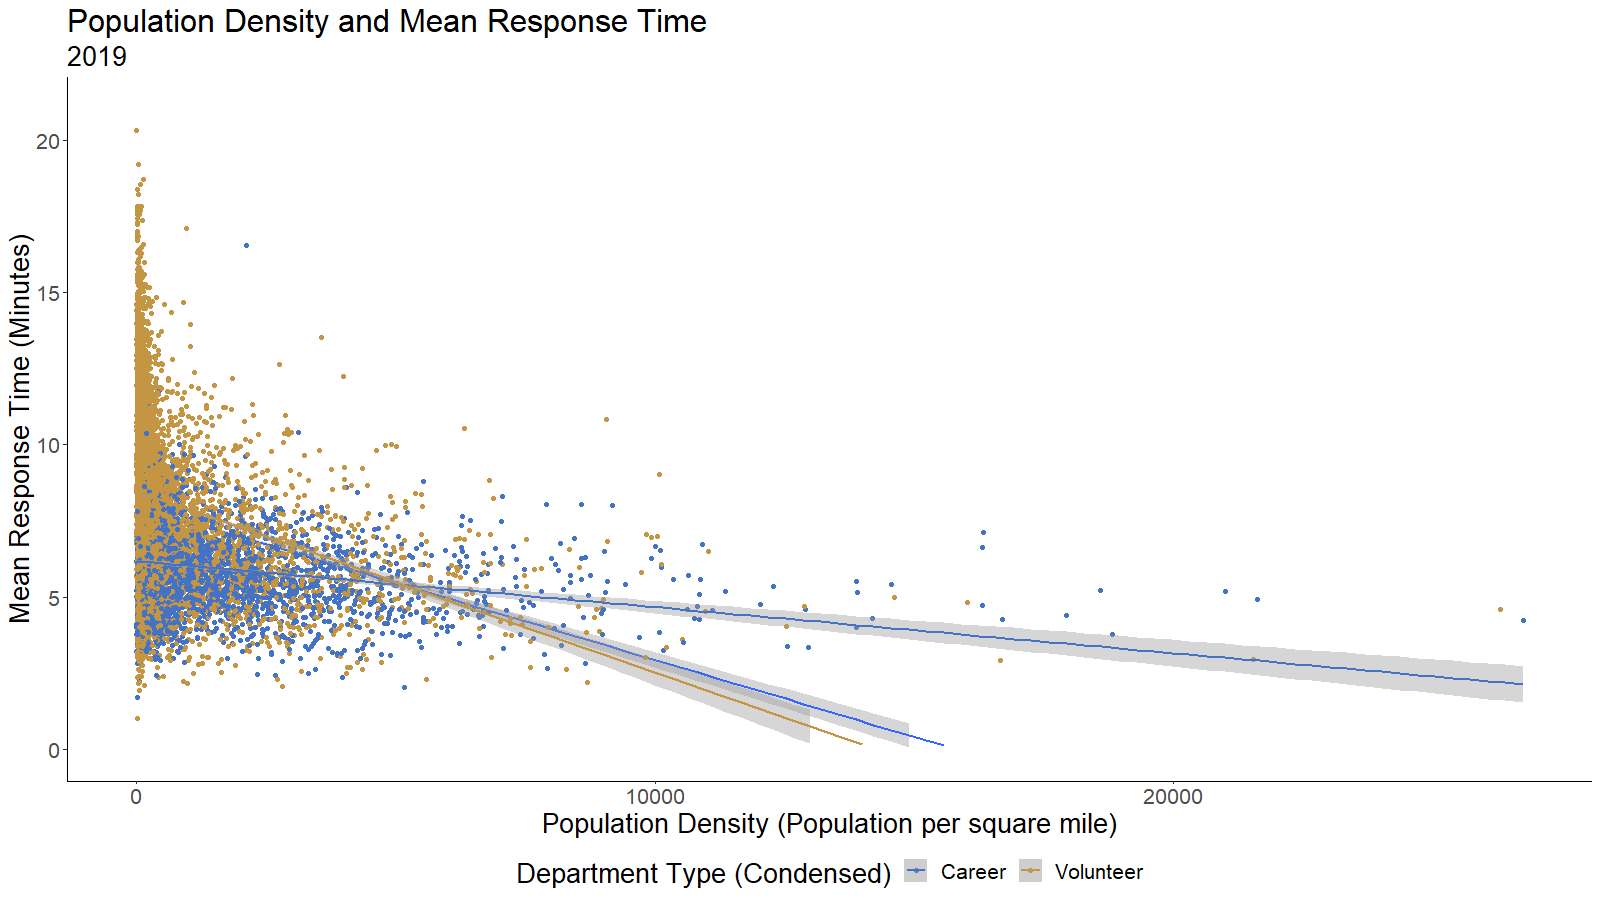 Population Density and Mean Response Time
2019
Mean Response Time (Minutes)
20
15
10
5
0
0
10000
20000
Population Density (Population per square mile)
Department Type (Condensed)
Career
Volunteer